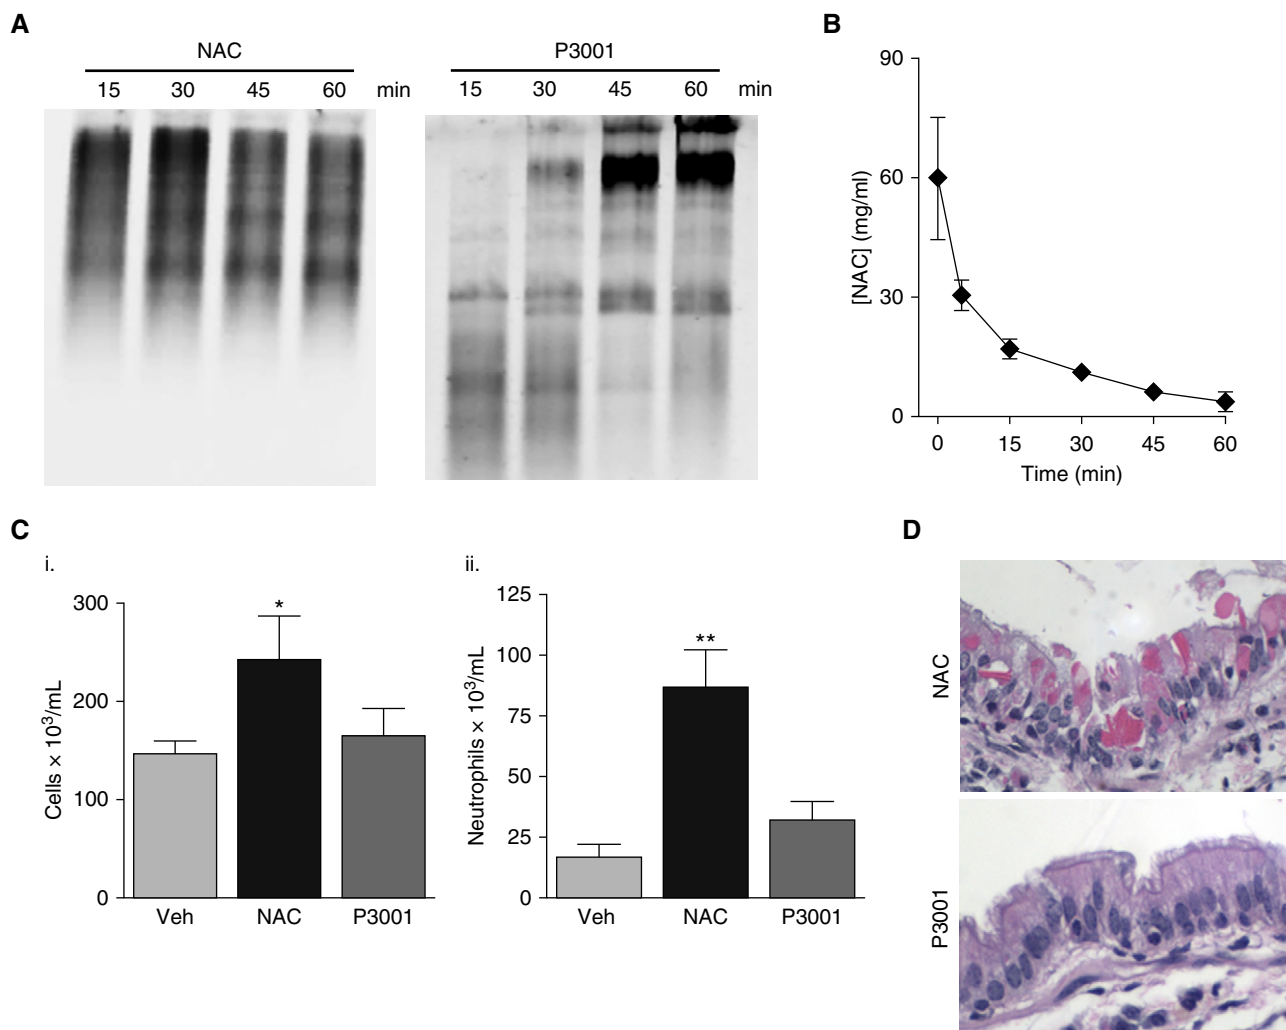 A
NAC
15 30 45 60 min
P3001
15 30 45 60 min
B
90
60
30
0
[NAC] (mg/ml)
0 15 30 45 60
Time (min)
C
i.
300
200
100
0
Cells × 10³/mL
*
Veh NAC P3001
ii.
125
100
75
50
25
0
Neutrophils × 10³/mL
**
Veh NAC P3001
D
NAC
P3001